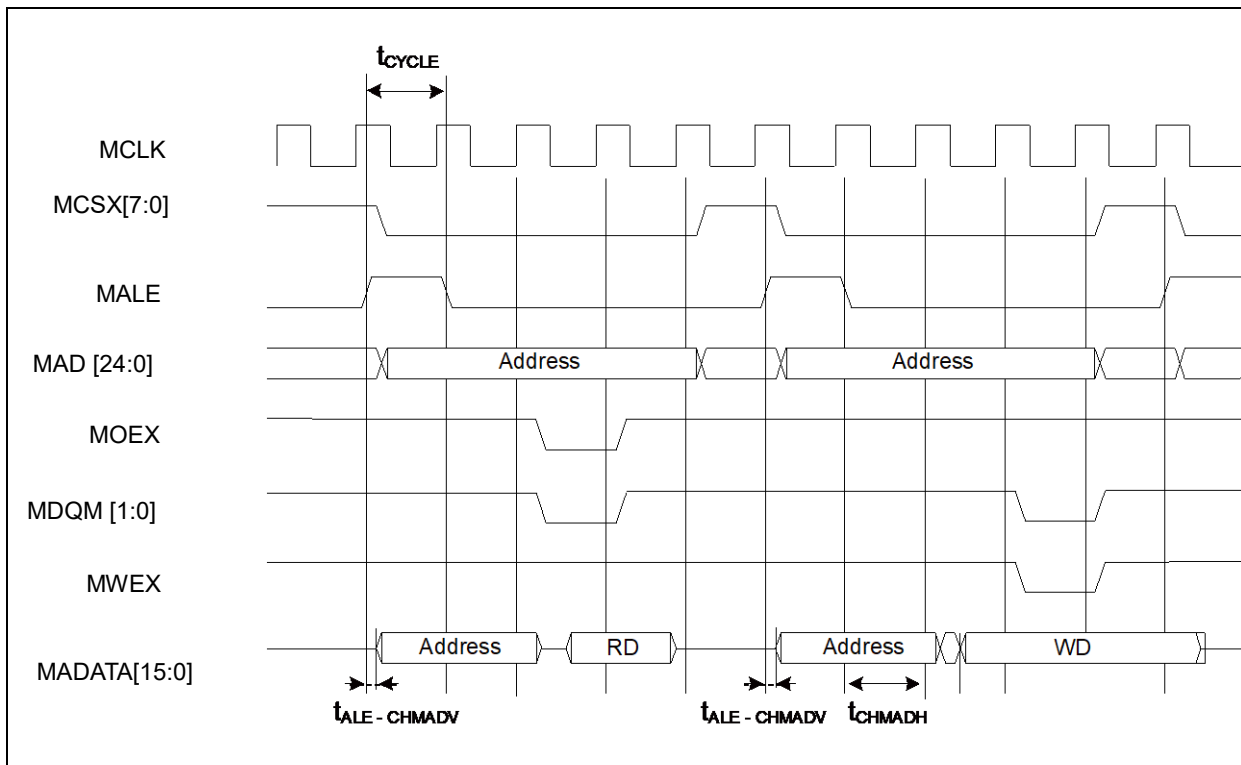 tCYCLE
MCLK
MCSX[7:0]
MALE
MAD [24:0]
Address
Address
MOEX
MDQM [1:0]
MWEX
MADATA[15:0]
Address
RD
Address
WD
tALE - CHMADV
tALE - CHMADV
tCHMADH